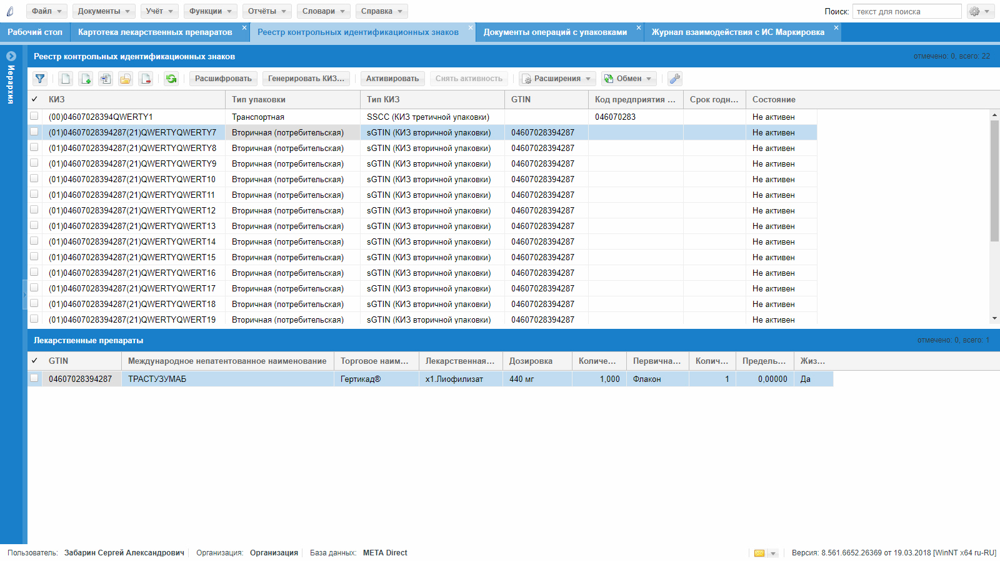 Файл Документы Учёт Функции Отчёты Словари Справка Поиск: текст для поиска
Рабочий стол Картотека лекарственных препаратов Реестр контрольных идентификационных знаков Документы операций с упаковками Журнал взаимодействия с ИС Маркировка
Иерархия
Реестр контрольных идентификационных знаков отмечено: 0, всего: 22
Расшифровать Генерировать КИЗ... Активировать Снять активность Расширения Обмен
КИЗ Тип упаковки Тип КИЗ GTIN Код предприятия ... Срок годн... Состояние
(00)04607028394QWERTY1 Транспортная SSCC (КИЗ третичной упаковки) 046070283 Не активен
(01)04607028394287(21)QWERTYQWERTY7 Вторичная (потребительская) sGTIN (КИЗ вторичной упаковки) 04607028394287 Не активен
(01)04607028394287(21)QWERTYQWERTY8 Вторичная (потребительская) sGTIN (КИЗ вторичной упаковки) 04607028394287 Не активен
(01)04607028394287(21)QWERTYQWERTY9 Вторичная (потребительская) sGTIN (КИЗ вторичной упаковки) 04607028394287 Не активен
(01)04607028394287(21)QWERTYQWERT10 Вторичная (потребительская) sGTIN (КИЗ вторичной упаковки) 04607028394287 Не активен
(01)04607028394287(21)QWERTYQWERT11 Вторичная (потребительская) sGTIN (КИЗ вторичной упаковки) 04607028394287 Не активен
(01)04607028394287(21)QWERTYQWERT12 Вторичная (потребительская) sGTIN (КИЗ вторичной упаковки) 04607028394287 Не активен
(01)04607028394287(21)QWERTYQWERT13 Вторичная (потребительская) sGTIN (КИЗ вторичной упаковки) 04607028394287 Не активен
(01)04607028394287(21)QWERTYQWERT14 Вторичная (потребительская) sGTIN (КИЗ вторичной упаковки) 04607028394287 Не активен
(01)04607028394287(21)QWERTYQWERT15 Вторичная (потребительская) sGTIN (КИЗ вторичной упаковки) 04607028394287 Не активен
(01)04607028394287(21)QWERTYQWERT16 Вторичная (потребительская) sGTIN (КИЗ вторичной упаковки) 04607028394287 Не активен
(01)04607028394287(21)QWERTYQWERT17 Вторичная (потребительская) sGTIN (КИЗ вторичной упаковки) 04607028394287 Не активен
(01)04607028394287(21)QWERTYQWERT18 Вторичная (потребительская) sGTIN (КИЗ вторичной упаковки) 04607028394287 Не активен
(01)04607028394287(21)QWERTYQWERT19 Вторичная (потребительская) sGTIN (КИЗ вторичной упаковки) 04607028394287 Не активен
Лекарственные препараты отмечено: 0, всего: 1
GTIN Международное непатентованное наименование Торговое наим... Лекарственная... Дозировка Количе... Первична... Колич... Предель... Жиз...
04607028394287 ТРАСТУЗУМАБ Гертикад® х1.Лиофилизат 440 мг 1,000 Флакон 1 0,00000 Да
Пользователь: Забарин Сергей Александрович Организация: Организация База данных: META Direct Версия: 8.561.6652.26369 от 19.03.2018 [WinNT x64 ru-RU]